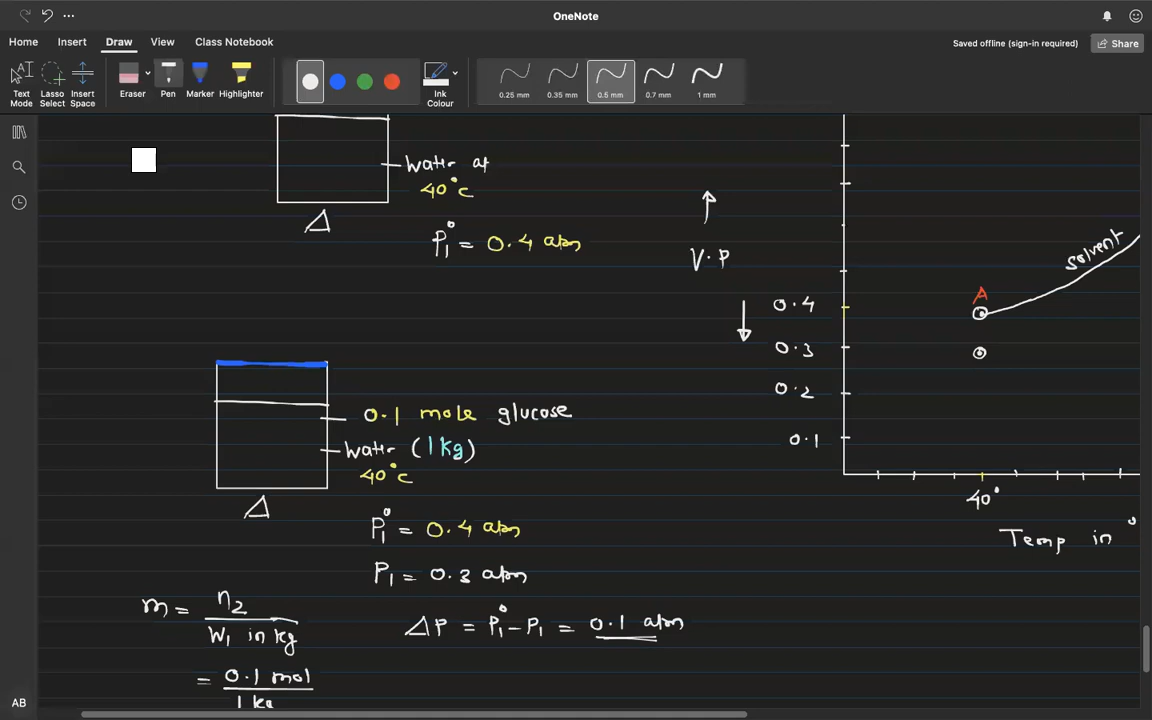 OneNote
Home Insert Draw View Class Notebook
Saved offline (sign-in required)
Share
Text Mode
Lasso Select
Insert Space
Eraser
Pen
Marker
Highlighter
Ink Colour
0.25 mm
0.35 mm
0.5 mm
0.7 mm
1 mm
Water at
40°C
Δ
P₁° = 0.4 atm
0.1 mole glucose
Water (1kg)
40°C
Δ
P₁° = 0.4 atm
P₁ = 0.3 atm
ΔP = P₁° - P₁ = 0.1 atm
m = n₂ / W₁ in kg
= 0.1 mol / 1 kg
V.P
0.4
0.3
0.2
0.1
A
solvent
40°
Temp in °
AB